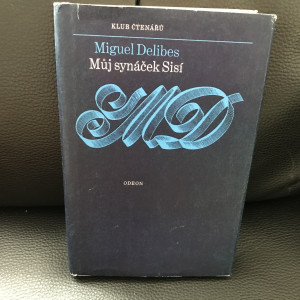 KLUB ČTENÁŘŮ
Miguel Delibes
Můj synáček Sisí
MD
ODEON